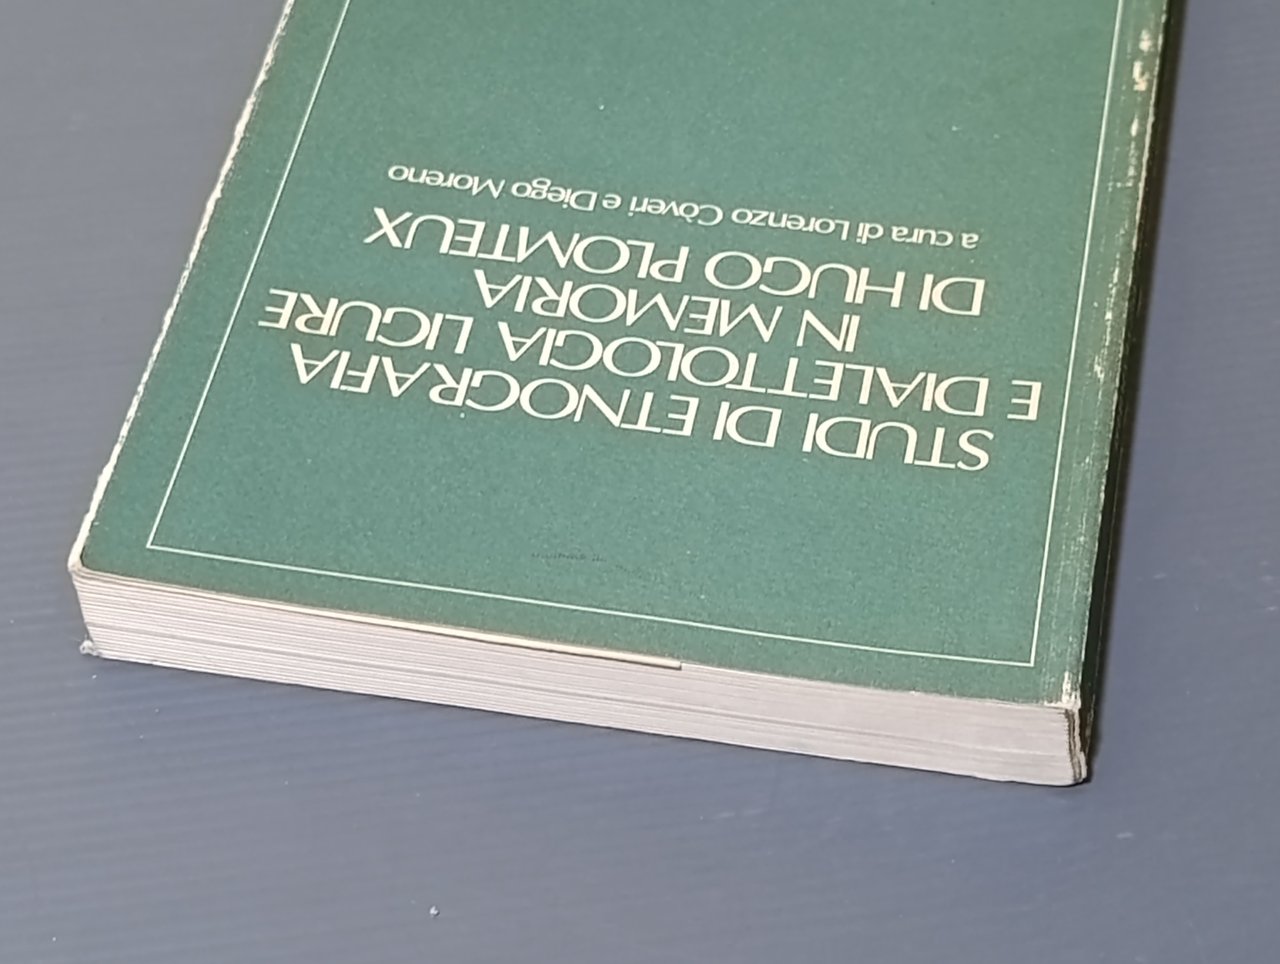 STUDI DI ETNOGRAFIA
E DIALETTOLOGIA LIGURE
IN MEMORIA
DI HUGO PLOMTEUX
a cura di Lorenzo Còveri e Diego Moreno